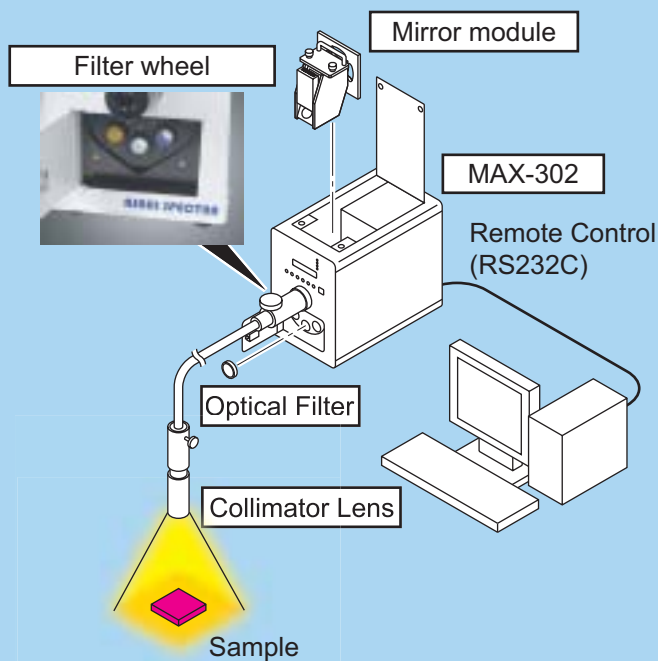 Mirror module
Filter wheel
MAX-302
Remote Control
(RS232C)
Optical Filter
Collimator Lens
Sample